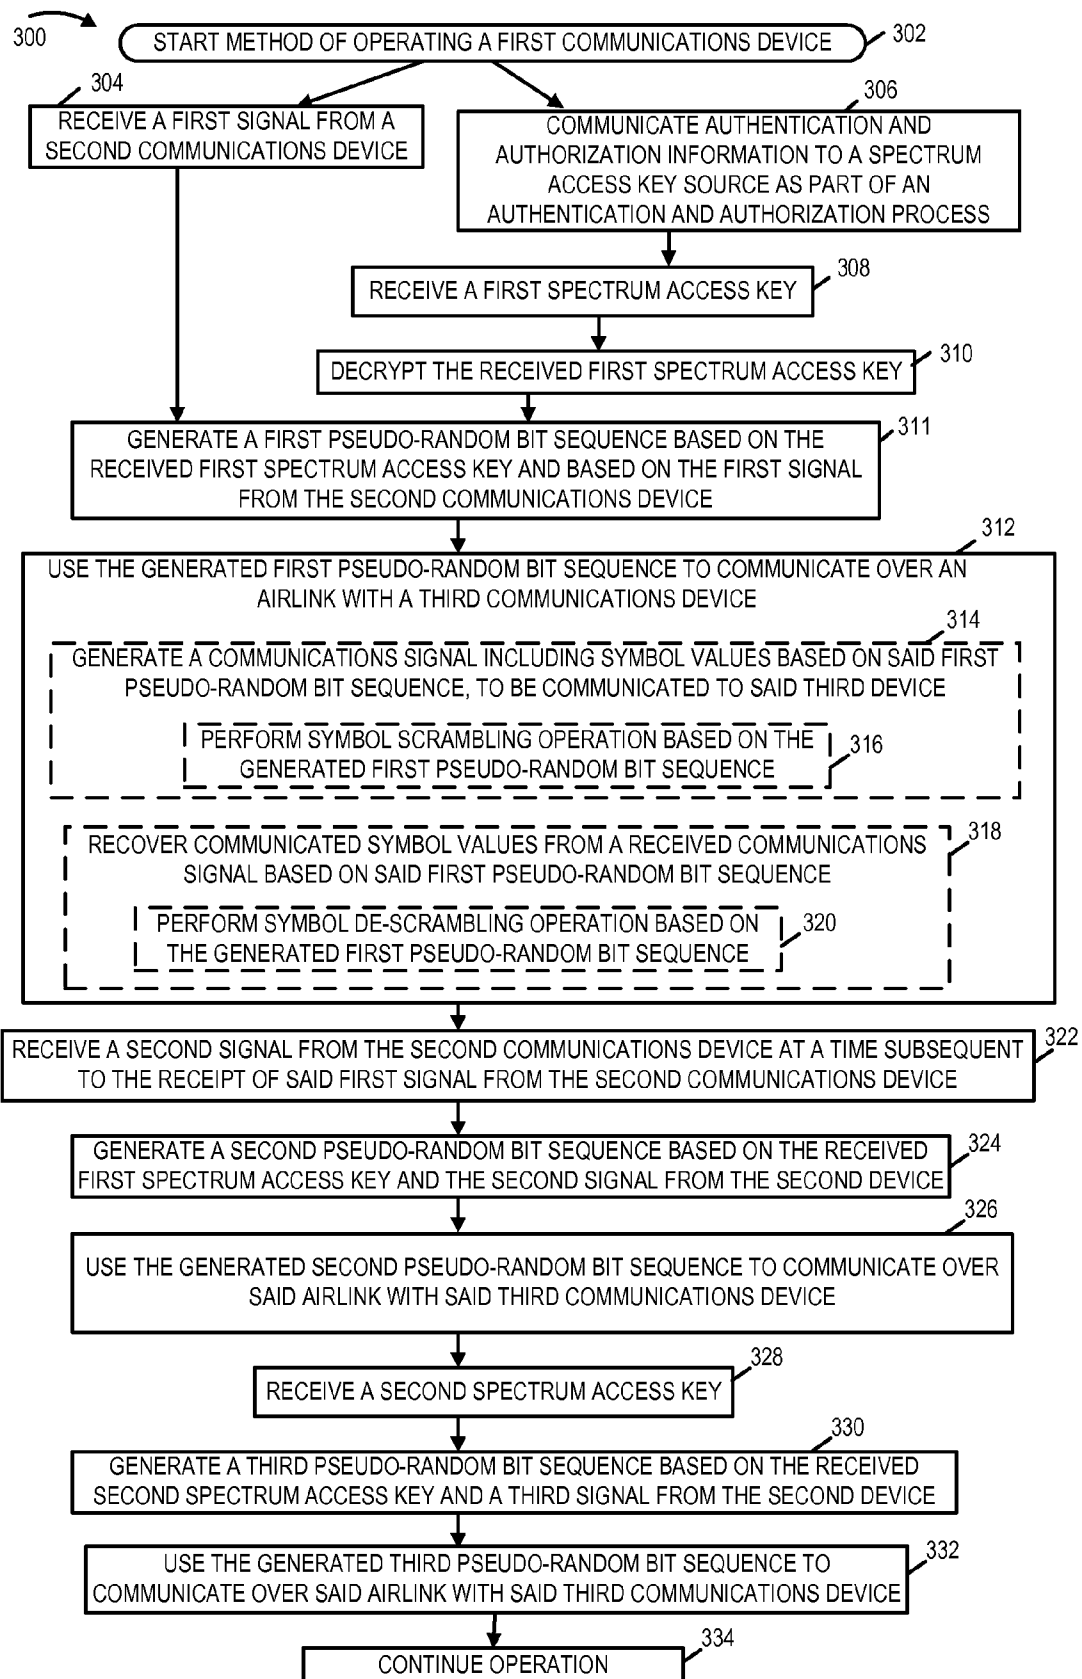 300
START METHOD OF OPERATING A FIRST COMMUNICATIONS DEVICE
302
304
RECEIVE A FIRST SIGNAL FROM A
SECOND COMMUNICATIONS DEVICE
306
COMMUNICATE AUTHENTICATION AND
AUTHORIZATION INFORMATION TO A SPECTRUM
ACCESS KEY SOURCE AS PART OF AN
AUTHENTICATION AND AUTHORIZATION PROCESS
308
RECEIVE A FIRST SPECTRUM ACCESS KEY
310
DECRYPT THE RECEIVED FIRST SPECTRUM ACCESS KEY
311
GENERATE A FIRST PSEUDO-RANDOM BIT SEQUENCE BASED ON THE
RECEIVED FIRST SPECTRUM ACCESS KEY AND BASED ON THE FIRST SIGNAL
FROM THE SECOND COMMUNICATIONS DEVICE
312
USE THE GENERATED FIRST PSEUDO-RANDOM BIT SEQUENCE TO COMMUNICATE OVER AN
AIRLINK WITH A THIRD COMMUNICATIONS DEVICE
314
GENERATE A COMMUNICATIONS SIGNAL INCLUDING SYMBOL VALUES BASED ON SAID FIRST
PSEUDO-RANDOM BIT SEQUENCE, TO BE COMMUNICATED TO SAID THIRD DEVICE
PERFORM SYMBOL SCRAMBLING OPERATION BASED ON THE
GENERATED FIRST PSEUDO-RANDOM BIT SEQUENCE
316
RECOVER COMMUNICATED SYMBOL VALUES FROM A RECEIVED COMMUNICATIONS
SIGNAL BASED ON SAID FIRST PSEUDO-RANDOM BIT SEQUENCE
318
PERFORM SYMBOL DE-SCRAMBLING OPERATION BASED ON
THE GENERATED FIRST PSEUDO-RANDOM BIT SEQUENCE
320
RECEIVE A SECOND SIGNAL FROM THE SECOND COMMUNICATIONS DEVICE AT A TIME SUBSEQUENT
TO THE RECEIPT OF SAID FIRST SIGNAL FROM THE SECOND COMMUNICATIONS DEVICE
322
GENERATE A SECOND PSEUDO-RANDOM BIT SEQUENCE BASED ON THE RECEIVED
FIRST SPECTRUM ACCESS KEY AND THE SECOND SIGNAL FROM THE SECOND DEVICE
324
326
USE THE GENERATED SECOND PSEUDO-RANDOM BIT SEQUENCE TO COMMUNICATE OVER
SAID AIRLINK WITH SAID THIRD COMMUNICATIONS DEVICE
328
RECEIVE A SECOND SPECTRUM ACCESS KEY
330
GENERATE A THIRD PSEUDO-RANDOM BIT SEQUENCE BASED ON THE RECEIVED
SECOND SPECTRUM ACCESS KEY AND A THIRD SIGNAL FROM THE SECOND DEVICE
332
USE THE GENERATED THIRD PSEUDO-RANDOM BIT SEQUENCE TO
COMMUNICATE OVER SAID AIRLINK WITH SAID THIRD COMMUNICATIONS DEVICE
334
CONTINUE OPERATION